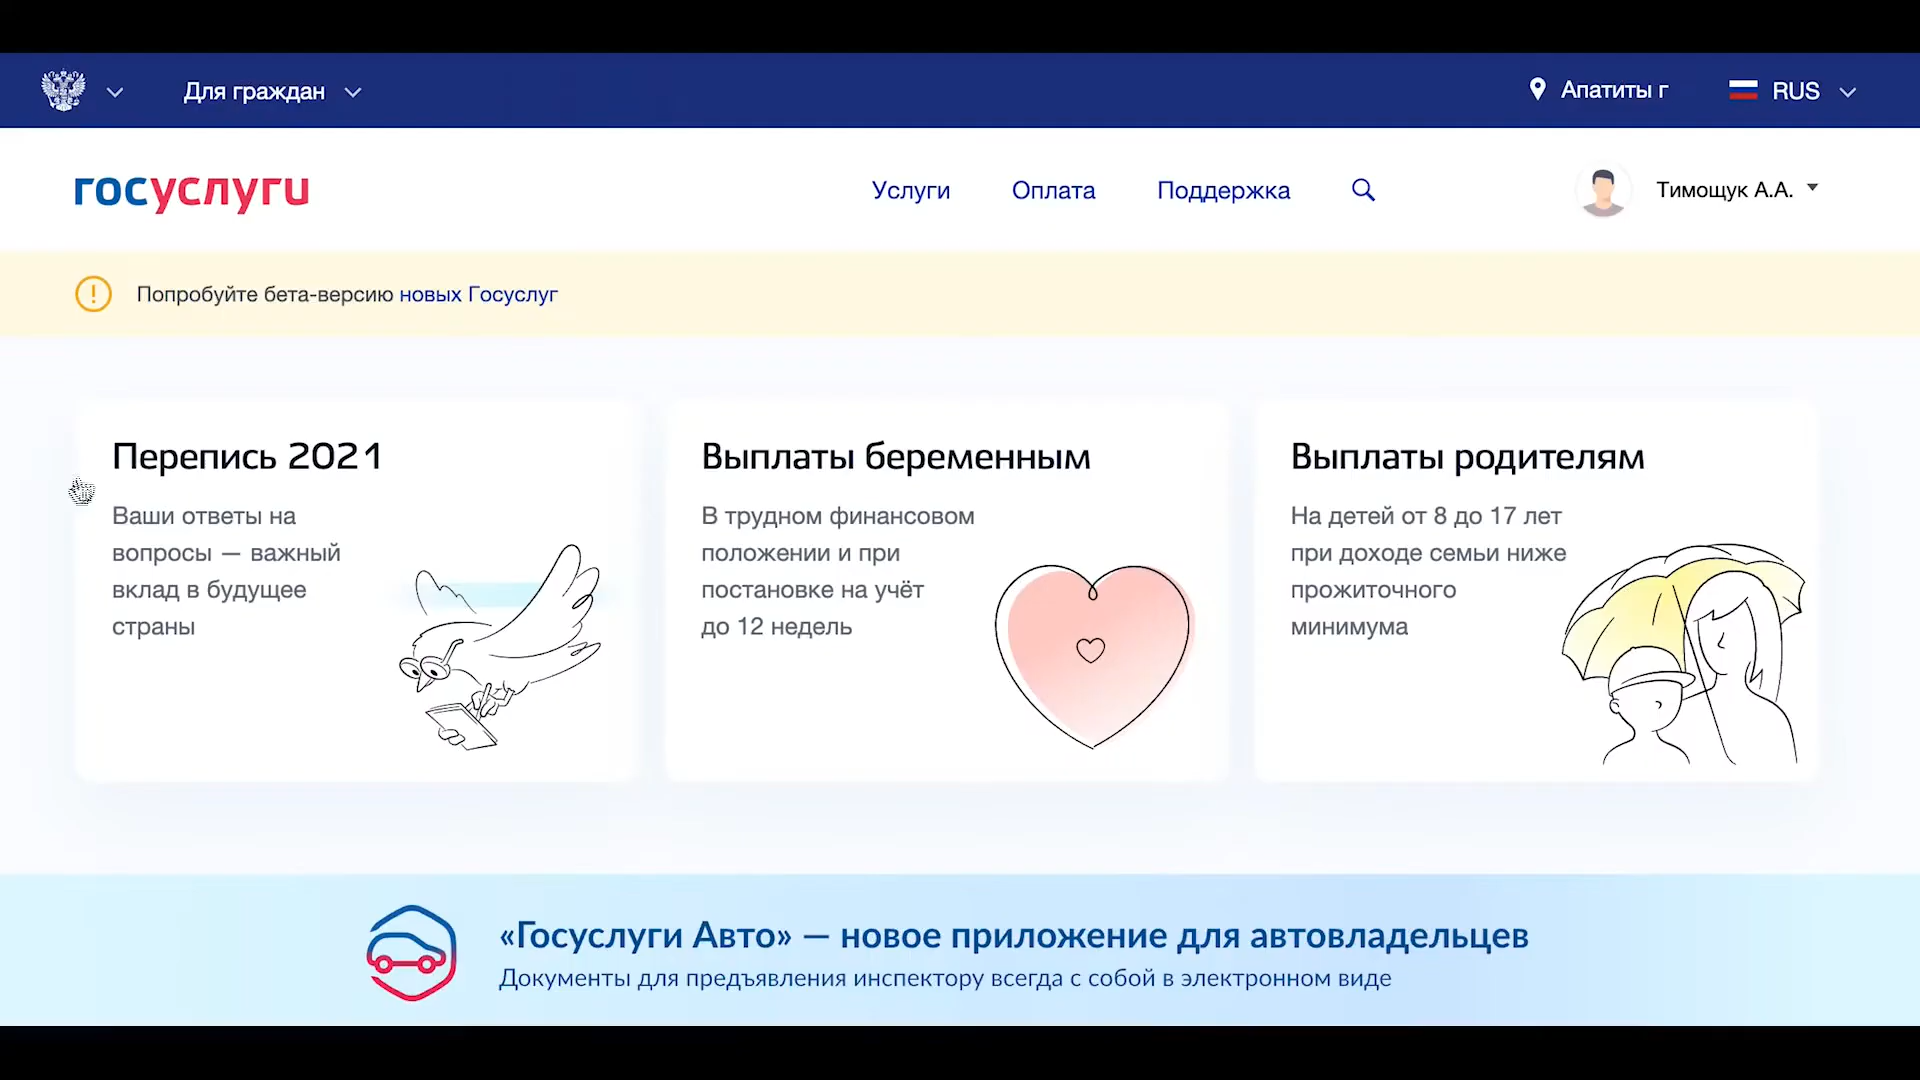 Для граждан
Апатиты г
RUS
госуслуги
Услуги
Оплата
Поддержка
Тимощук А.А.
Попробуйте бета-версию новых Госуслуг
Перепись 2021
Ваши ответы на
вопросы — важный
вклад в будущее
страны
Выплаты беременным
В трудном финансовом
положении и при
постановке на учёт
до 12 недель
Выплаты родителям
На детей от 8 до 17 лет
при доходе семьи ниже
прожиточного
минимума
«Госуслуги Авто» — новое приложение для автовладельцев
Документы для предъявления инспектору всегда с собой в электронном виде